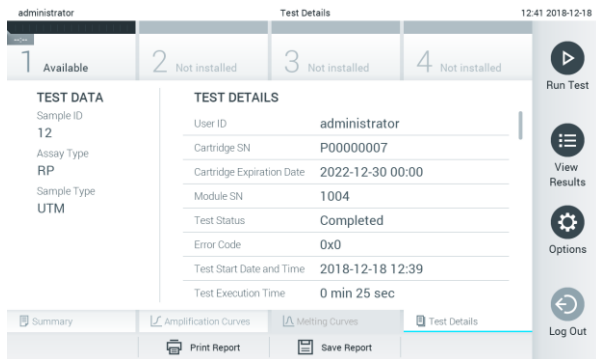 administrator Test Details 12:41 2018-12-18
1 Available 2 Not installed 3 Not installed 4 Not installed
Run Test
TEST DATA
Sample ID
12
Assay Type
RP
Sample Type
UTM
TEST DETAILS
User ID administrator
Cartridge SN P00000007
Cartridge Expiration Date 2022-12-30 00:00
Module SN 1004
Test Status Completed
Error Code 0x0
Test Start Date and Time 2018-12-18 12:39
Test Execution Time 0 min 25 sec
View
Results
Options
Log Out
Summary Amplification Curves Melting Curves Test Details
Print Report Save Report